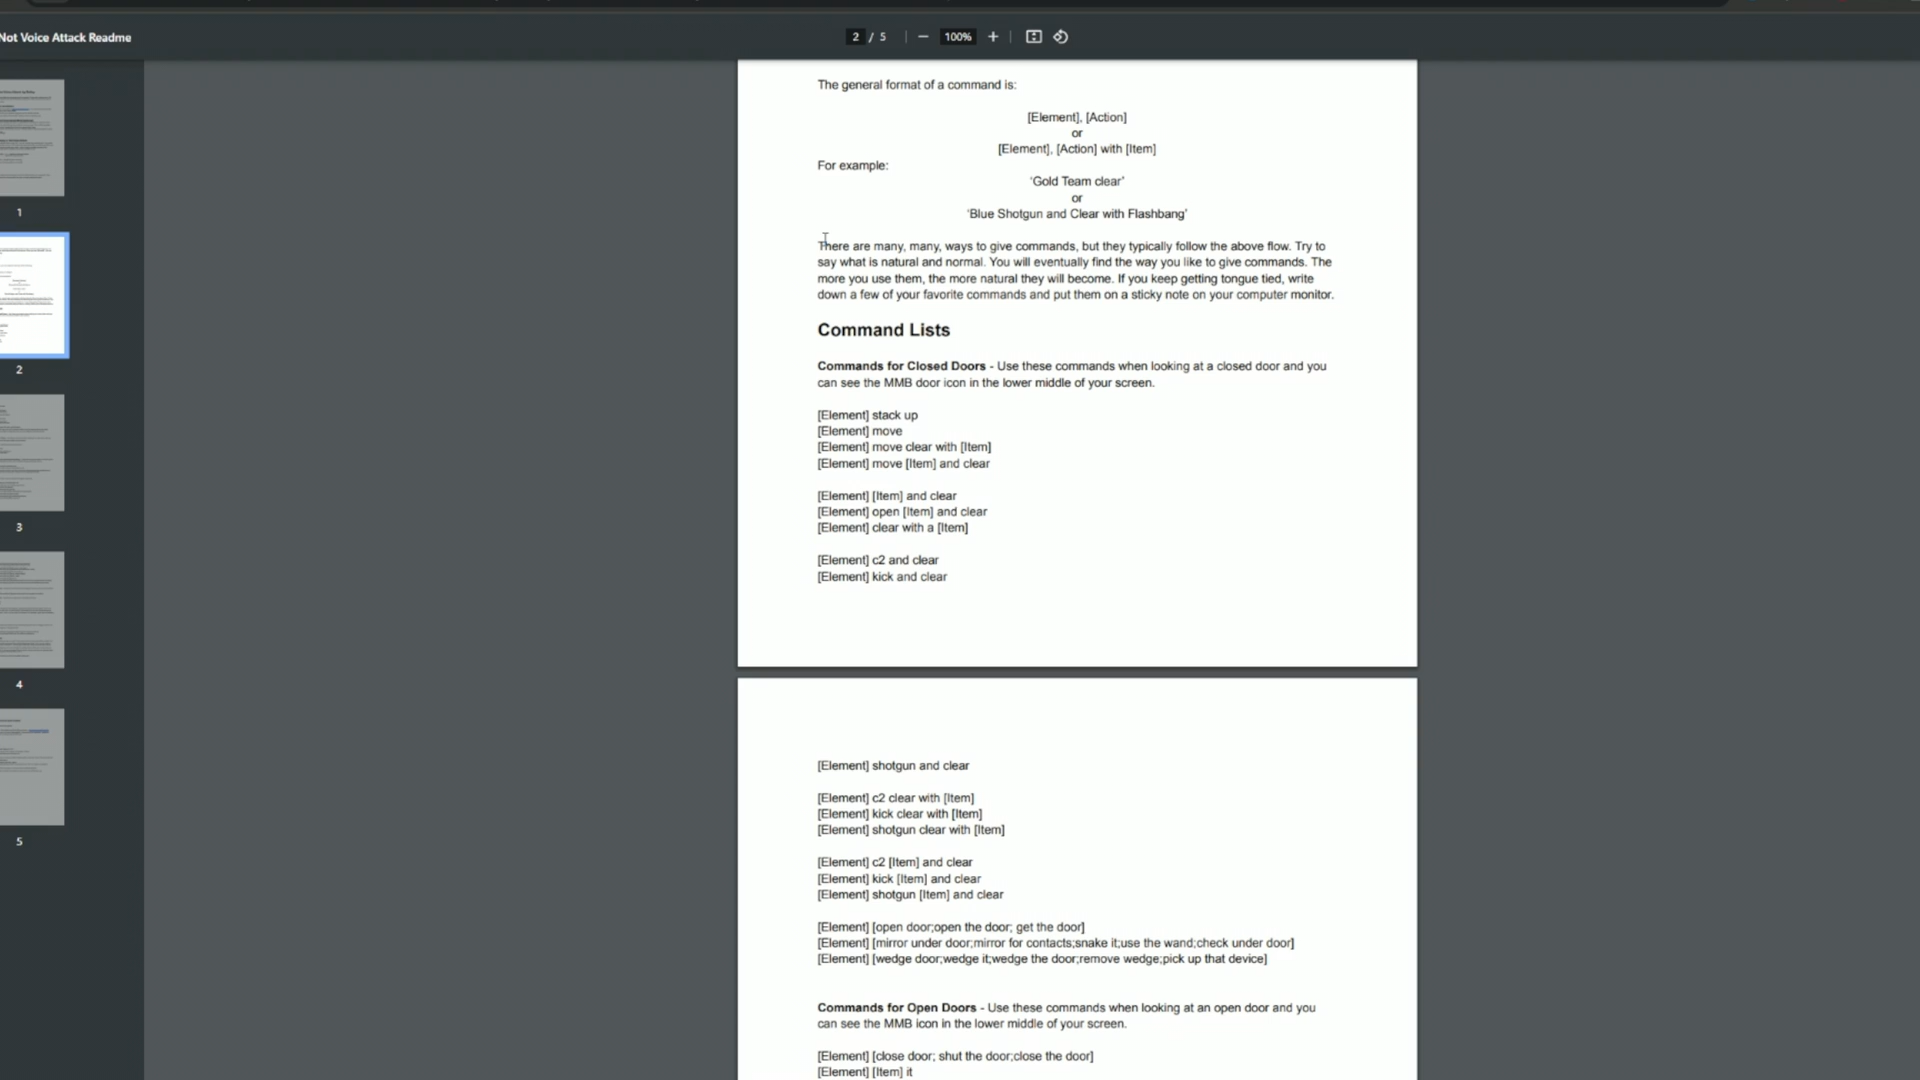 Not Voice Attack Readme
2 / 5
100%
The general format of a command is:
[Element], [Action]
or
[Element], [Action] with [Item]
For example:
‘Gold Team clear’
or
‘Blue Shotgun and Clear with Flashbang’
There are many, many, ways to give commands, but they typically follow the above flow. Try to
say what is natural and normal. You will eventually find the way you like to give commands. The
more you use them, the more natural they will become. If you keep getting tongue tied, write
down a few of your favorite commands and put them on a sticky note on your computer monitor.
Command Lists
Commands for Closed Doors - Use these commands when looking at a closed door and you
can see the MMB door icon in the lower middle of your screen.
[Element] stack up
[Element] move
[Element] move clear with [Item]
[Element] move [Item] and clear
[Element] [Item] and clear
[Element] open [Item] and clear
[Element] clear with a [Item]
[Element] c2 and clear
[Element] kick and clear
[Element] shotgun and clear
[Element] c2 clear with [Item]
[Element] kick clear with [Item]
[Element] shotgun clear with [Item]
[Element] c2 [Item] and clear
[Element] kick [Item] and clear
[Element] shotgun [Item] and clear
[Element] [open door;open the door; get the door]
[Element] [mirror under door;mirror for contacts;snake it;use the wand;check under door]
[Element] [wedge door;wedge it;wedge the door;remove wedge;pick up that device]
Commands for Open Doors - Use these commands when looking at an open door and you
can see the MMB icon in the lower middle of your screen.
[Element] [close door; shut the door;close the door]
[Element] [Item] it
1
2
3
4
5